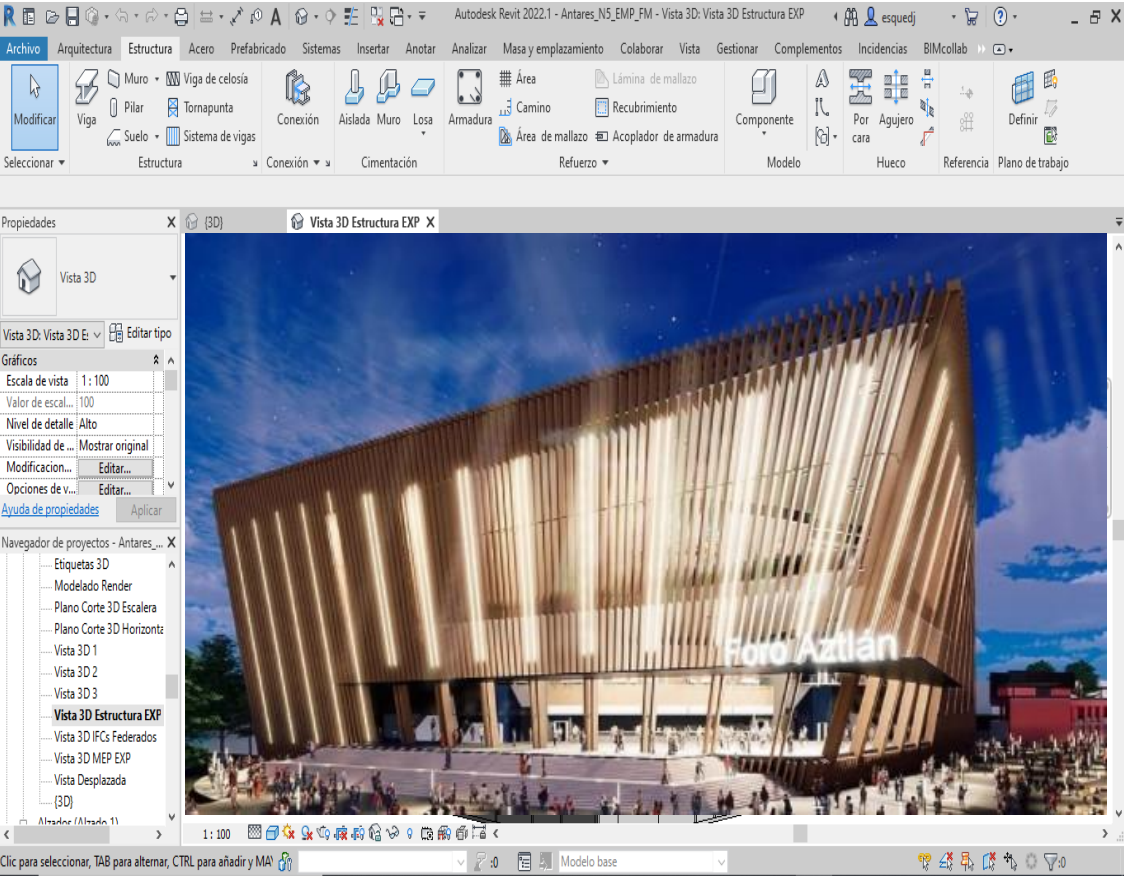 Autodesk Revit 2022.1 - Antares_N5_EMP_FM - Vista 3D: Vista 3D Estructura EXP
esquedj
Archivo Arquitectura Estructura Acero Prefabricado Sistemas Insertar Anotar Analizar Masa y emplazamiento Colaborar Vista Gestionar Complementos Incidencias BIMcollab
Muro Viga de celosía Área Lámina de mallazo
Pilar Tornapunta Camino Recubrimiento
Modificar Viga Conexión Aislada Muro Losa Armadura Componente Por cara Agujero Definir
Suelo Sistema de vigas Área de mallazo Acoplador de armadura
Seleccionar Estructura Conexión Cimentación Refuerzo Modelo Hueco Referencia Plano de trabajo
Propiedades X {3D} Vista 3D Estructura EXP X
Vista 3D
Vista 3D: Vista 3D E: Editar tipo
Gráficos
Escala de vista 1 : 100
Valor de escal... 100
Nivel de detalle Alto
Visibilidad de ... Mostrar original
Modificacion... Editar...
Opciones de v... Editar...
Ayuda de propiedades Aplicar
Navegador de proyectos - Antares_... X
Etiquetas 3D
Modelado Render
Plano Corte 3D Escalera
Plano Corte 3D Horizonta
Vista 3D 1
Vista 3D 2
Vista 3D 3
Vista 3D Estructura EXP
Vista 3D IFCs Federados
Vista 3D MEP EXP
Vista Desplazada
{3D}
Alzados (Alzado 1)
Foro Aztlán
1 : 100
Clic para seleccionar, TAB para alternar, CTRL para añadir y MAY :0 Modelo base :0